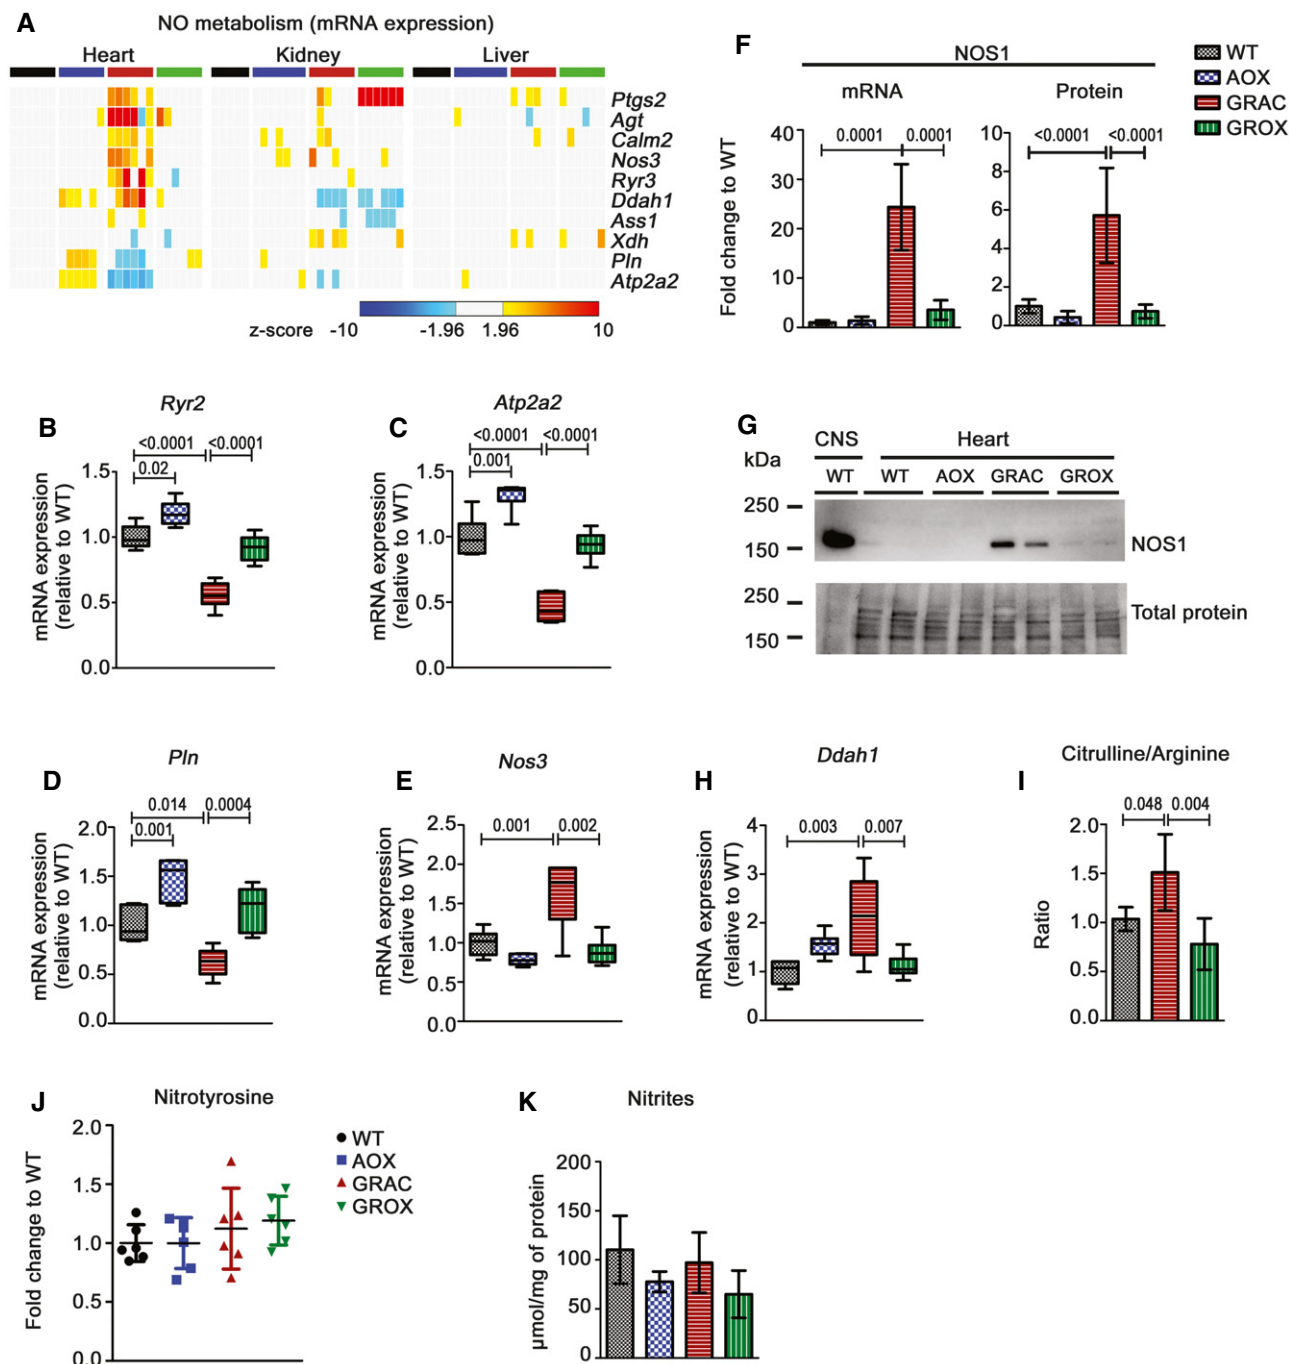 A
NO metabolism (mRNA expression)
Heart Kidney Liver
Ptgs2
Agt
Calm2
Nos3
Ryr3
Ddah1
Ass1
Xdh
Pln
Atp2a2
z-score -10 -1.96 1.96 10
F
NOS1
mRNA Protein
WT
AOX
GRAC
GROX
Fold change to WT
40
30
20
10
0
0.0001 0.0001
10
8
6
4
2
0
<0.0001 <0.0001
B
Ryr2
<0.0001 <0.0001
0.02
mRNA expression
(relative to WT)
1.5
1.0
0.5
0.0
C
Atp2a2
<0.0001 <0.0001
0.001
mRNA expression
(relative to WT)
1.5
1.0
0.5
0.0
G
CNS Heart
kDa
WT WT AOX GRAC GROX
250
150
NOS1
250
150
Total protein
D
Pln
0.014 0.0004
0.001
mRNA expression
(relative to WT)
2.0
1.5
1.0
0.5
0.0
E
Nos3
0.001 0.002
mRNA expression
(relative to WT)
2.5
2.0
1.5
1.0
0.5
0.0
H
Ddah1
0.003 0.007
mRNA expression
(relative to WT)
4
3
2
1
0
I
Citrulline/Arginine
0.048 0.004
Ratio
2.0
1.5
1.0
0.5
0.0
J
Nitrotyrosine
Fold change to WT
2.0
1.5
1.0
0.5
0.0
WT
AOX
GRAC
GROX
K
Nitrites
µmol/mg of protein
200
150
100
50
0